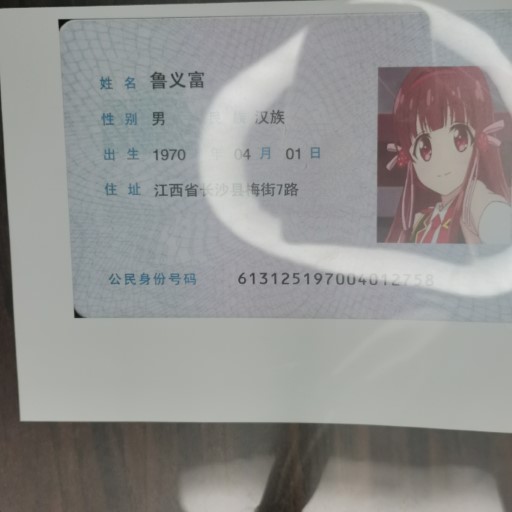 姓名 鲁义富
性别 男 民族 汉族
出生 1970 年 04 月 01 日
住址 江西省长沙县梅街7路
公民身份号码 613125197004012758